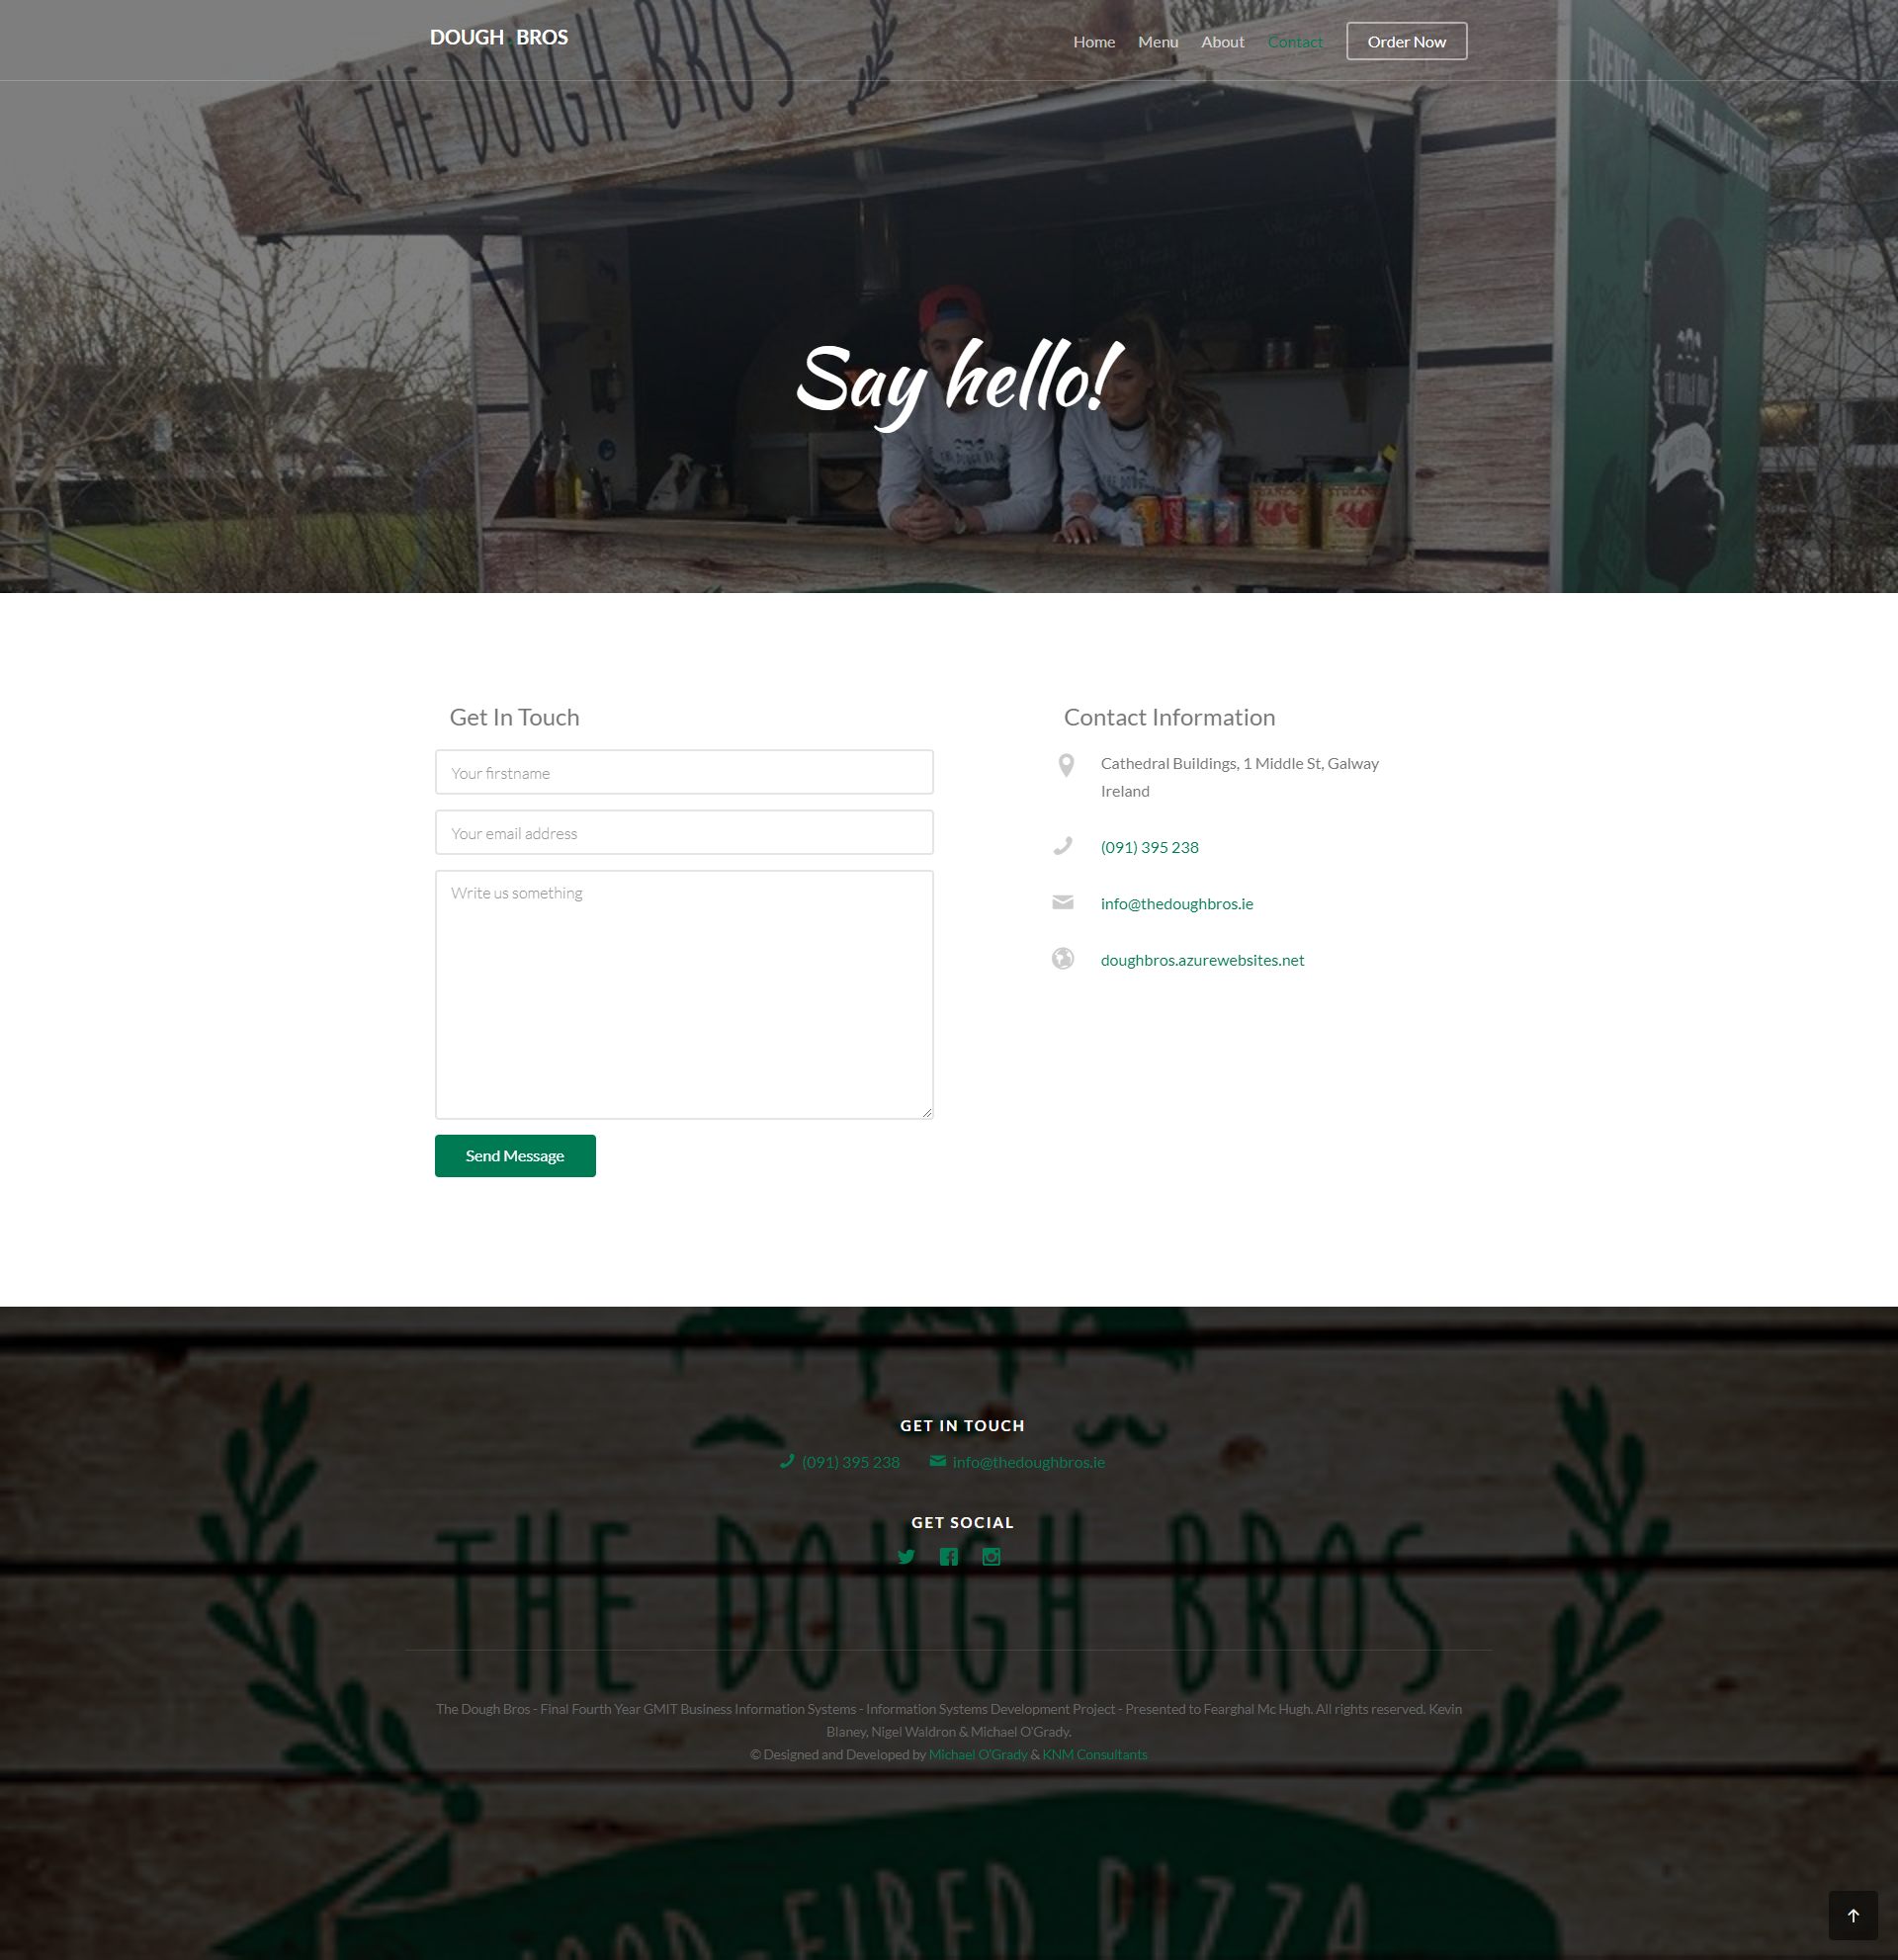 DOUGH . BROS
Home Menu About Contact Order Now
THE DOUGH BROS
EVENTS . MARKETS . PRIVATE PARTIES
Say hello!
Get In Touch
Your firstname
Your email address
Write us something
Send Message
Contact Information
Cathedral Buildings, 1 Middle St, Galway
Ireland
(091) 395 238
info@thedoughbros.ie
doughbros.azurewebsites.net
GET IN TOUCH
(091) 395 238 info@thedoughbros.ie
GET SOCIAL
THE DOUGH BROS
The Dough Bros - Final Fourth Year GMIT Business Information Systems - Information Systems Development Project - Presented to Fearghal Mc Hugh. All rights reserved. Kevin
Blaney, Nigel Waldron & Michael O'Grady.
© Designed and Developed by Michael O'Grady & KNM Consultants
WOOD-FIRED PIZZA